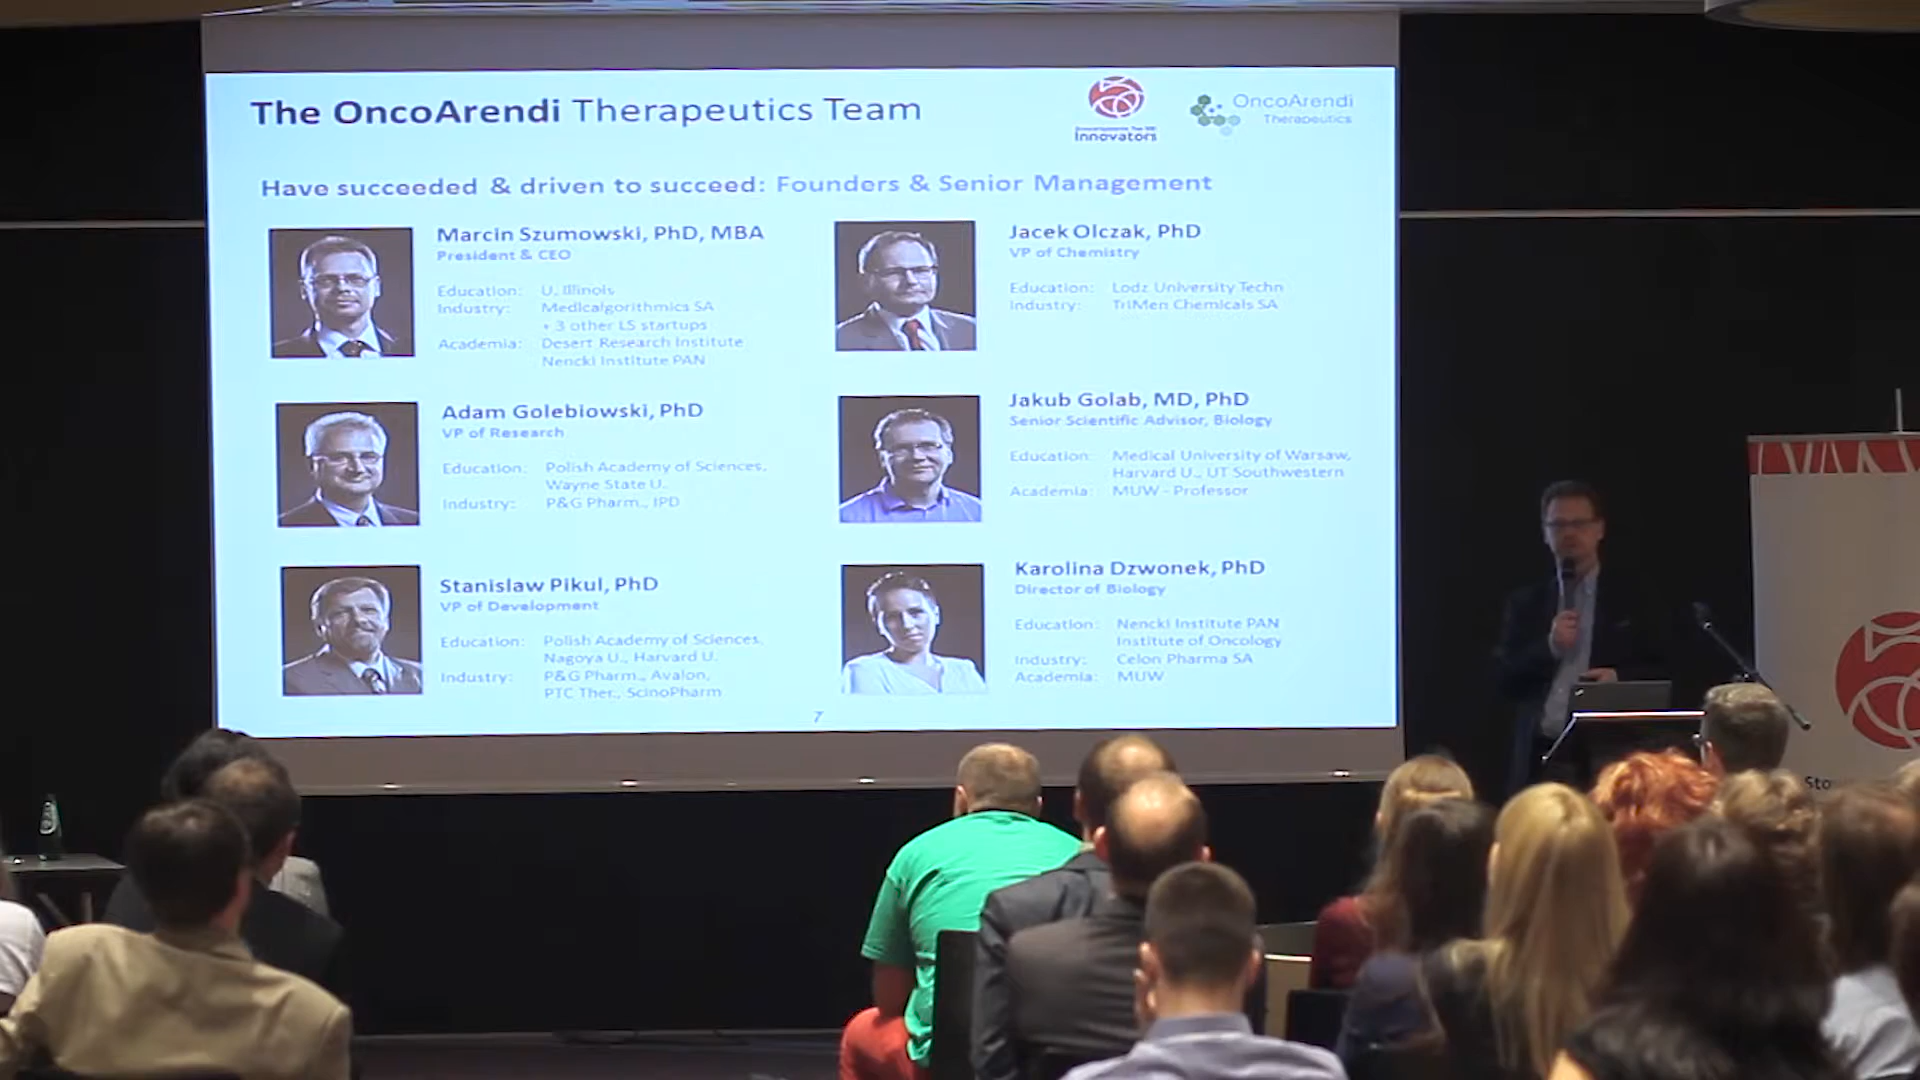 The OncoArendi Therapeutics Team
Innovators
OncoArendi
Therapeutics
Have succeeded & driven to succeed: Founders & Senior Management
Marcin Szumowski, PhD, MBA
President & CEO
Education: U. Illinois
Industry: Medicalgorithmics SA
+ 3 other LS startups
Academia: Desert Research Institute
Nencki Institute PAN
Jacek Olczak, PhD
VP of Chemistry
Education: Lodz University Techn
Industry: TriMen Chemicals SA
Adam Golebiowski, PhD
VP of Research
Education: Polish Academy of Sciences,
Wayne State U.
Industry: P&G Pharm., IPD
Jakub Golab, MD, PhD
Senior Scientific Advisor, Biology
Education: Medical University of Warsaw,
Harvard U., UT Southwestern
Academia: MUW - Professor
Stanislaw Pikul, PhD
VP of Development
Education: Polish Academy of Sciences,
Nagoya U., Harvard U.
Industry: P&G Pharm., Avalon,
PTC Ther., ScinoPharm
Karolina Dzwonek, PhD
Director of Biology
Education: Nencki Institute PAN
Institute of Oncology
Industry: Celon Pharma SA
Academia: MUW
7
Sto